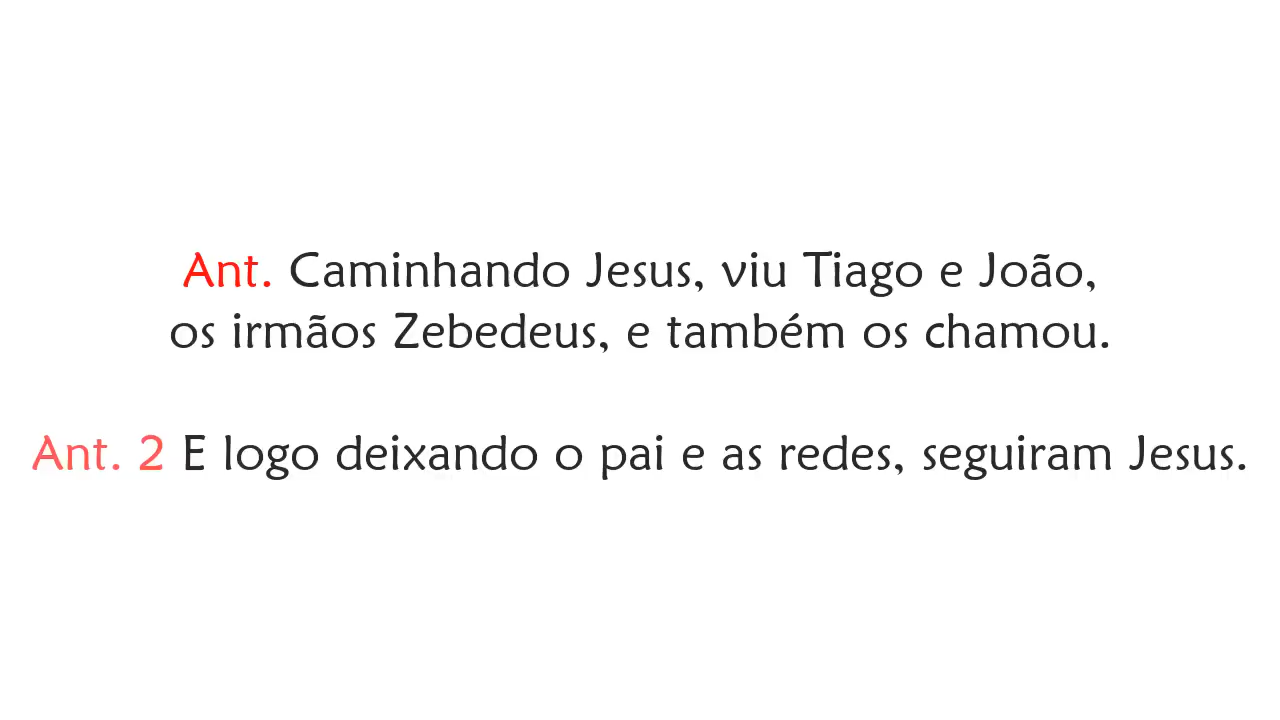 Ant. Caminhando Jesus, viu Tiago e João,
os irmãos Zebedeus, e também os chamou.
Ant. 2 E logo deixando o pai e as redes, seguiram Jesus.